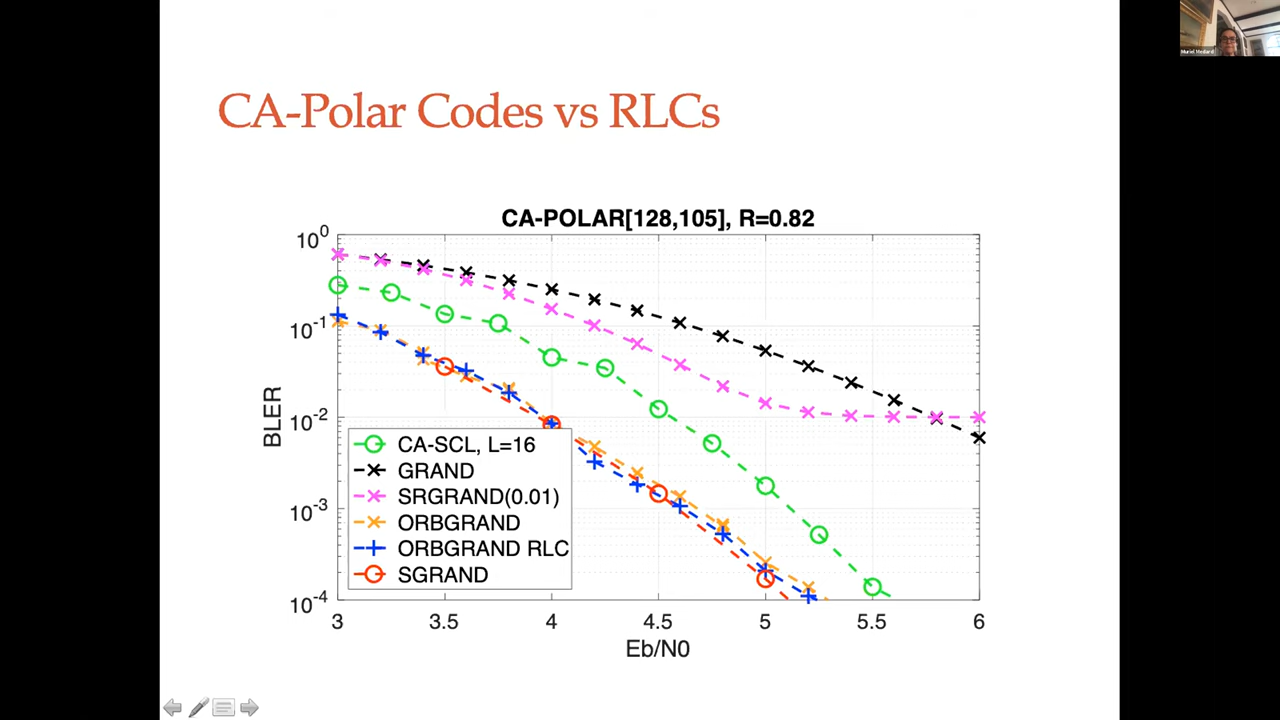 Muriel Médard
CA-Polar Codes vs RLCs
CA-POLAR[128,105], R=0.82
10^0
10^-1
10^-2
10^-3
10^-4
BLER
CA-SCL, L=16
GRAND
SRGRAND(0.01)
ORBGRAND
ORBGRAND RLC
SGRAND
3 3.5 4 4.5 5 5.5 6
Eb/N0